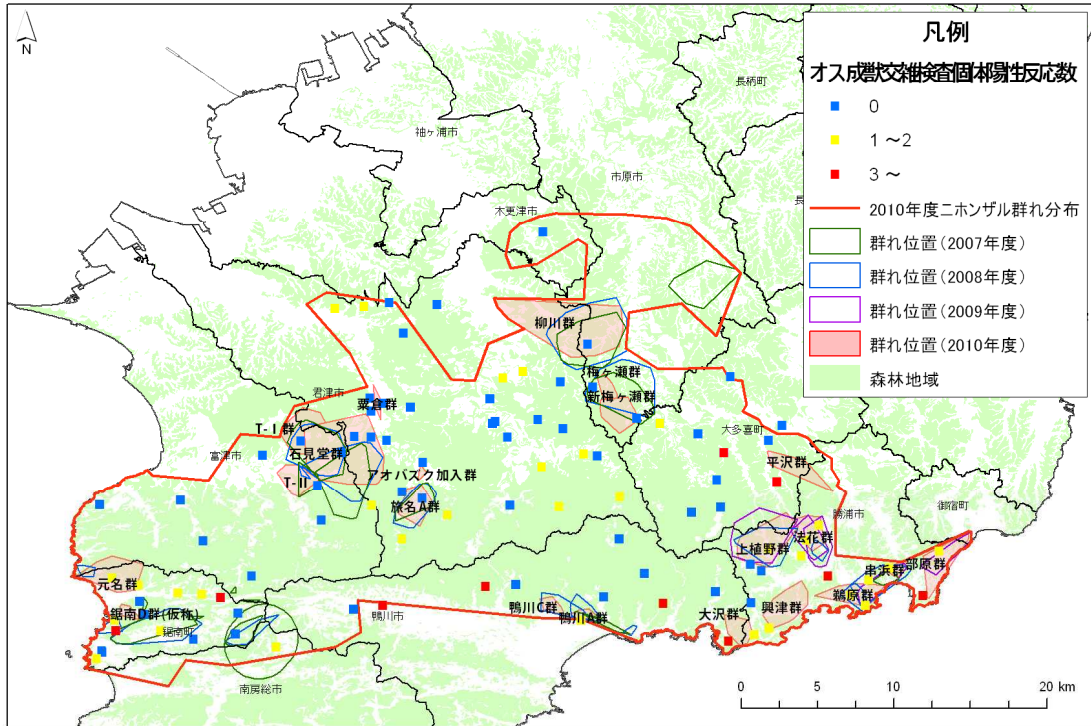 N
凡例
オス成獣交雑検査個体陽性反応数
0
1～2
3～
2010年度ニホンザル群れ分布
群れ位置(2007年度)
群れ位置(2008年度)
群れ位置(2009年度)
群れ位置(2010年度)
森林地域
長柄町
袖ヶ浦市
市原市
長
木更津市
柳川群
梅ヶ瀬群
新梅ヶ瀬群
君津市
粟倉群
T-Ⅰ群
大多喜町
石見堂群
富津市
平沢群
アオバズク加入群
T-II
旅名A群
御宿町
勝浦市
法花群
上植野群
部原群
串浜群
元名群
鵜原群
興津群
鴨川C群
鋸南D群(仮称)
鴨川市
鴨川A群
大沢群
鋸南町
南房総市
0 5 10 20 km